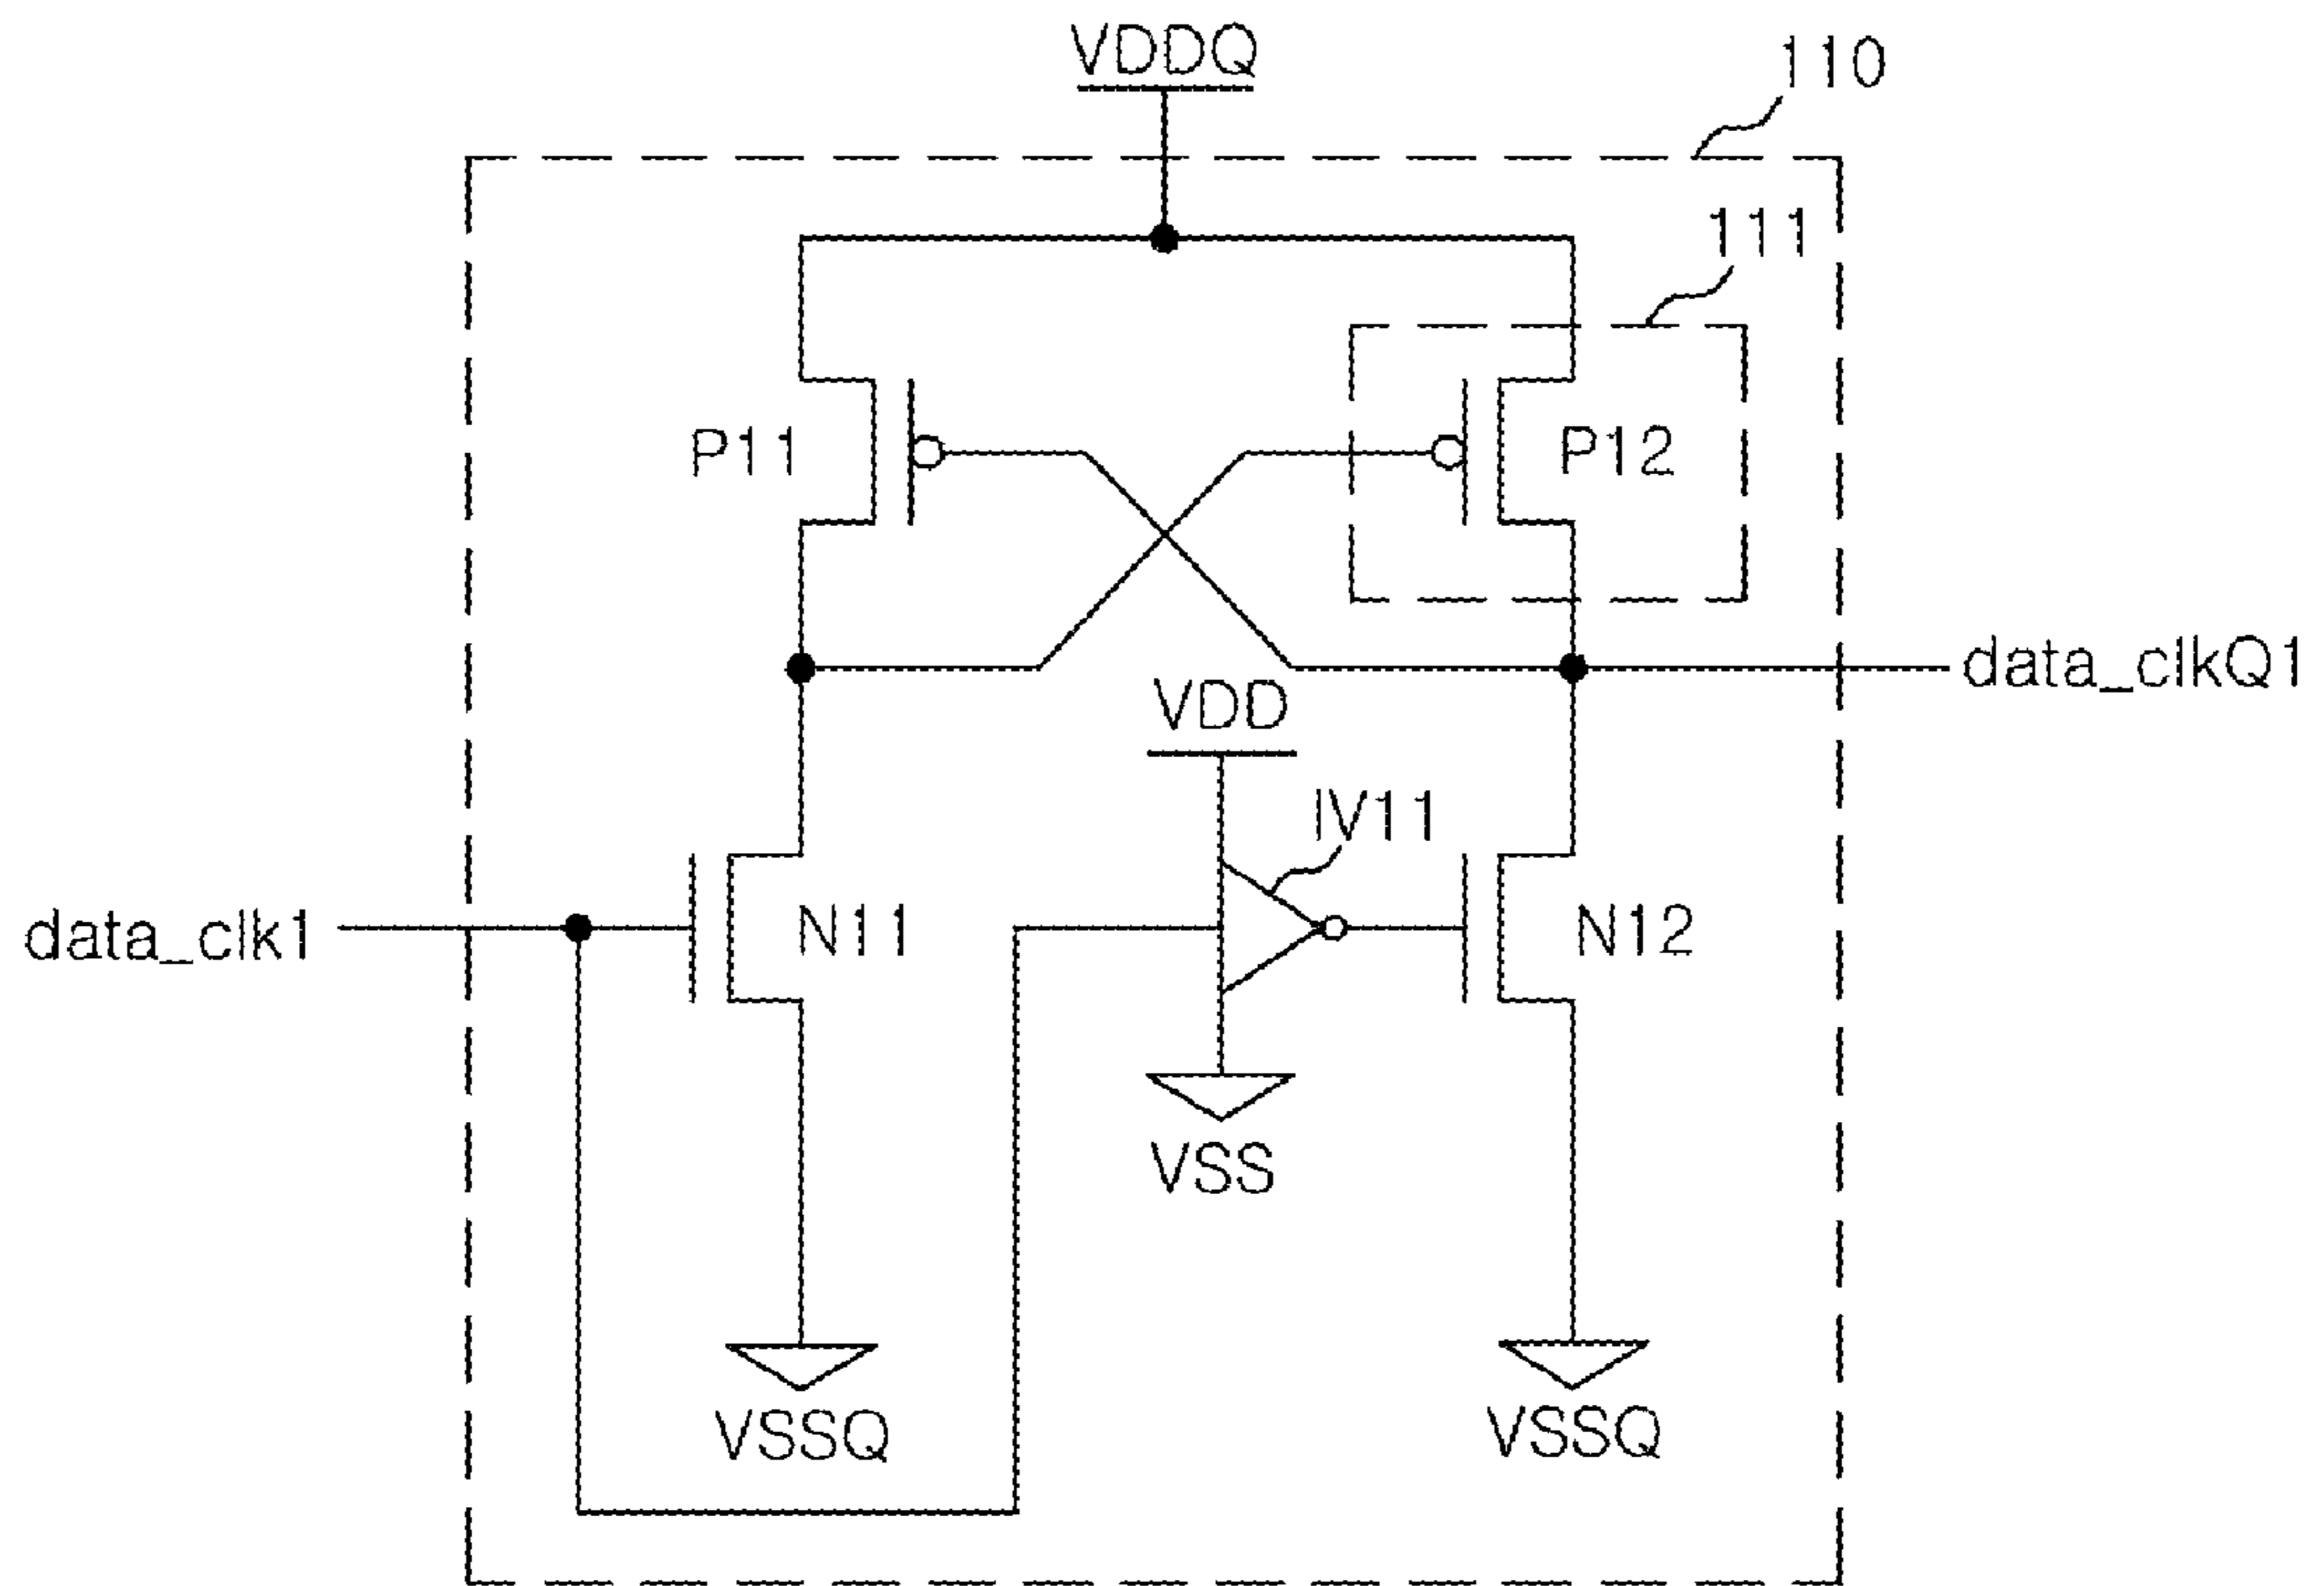 VDDQ
110
111
P11
P12
data_clkQ1
VDD
IV11
data_clk1
N11
N12
VSS
VSSQ
VSSQ